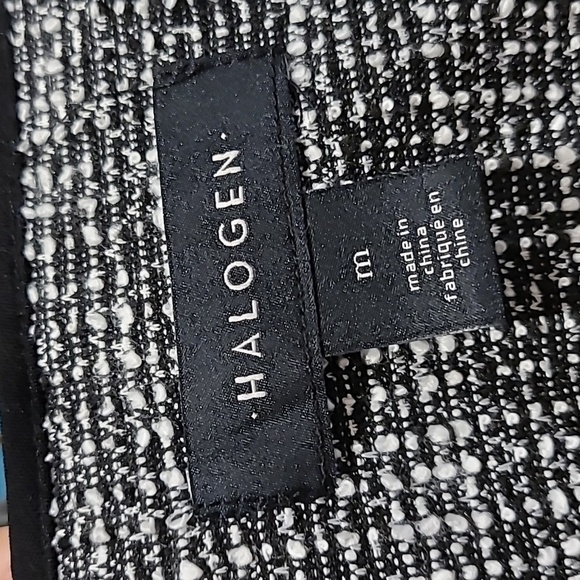 ·HALOGEN·
m
made in
china
fabriqué en
chine